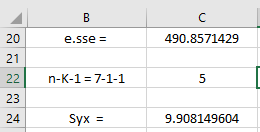 B C
20 e.sse = 490.8571429
21
22 n-K-1 = 7-1-1 5
23
24 Syx = 9.908149604